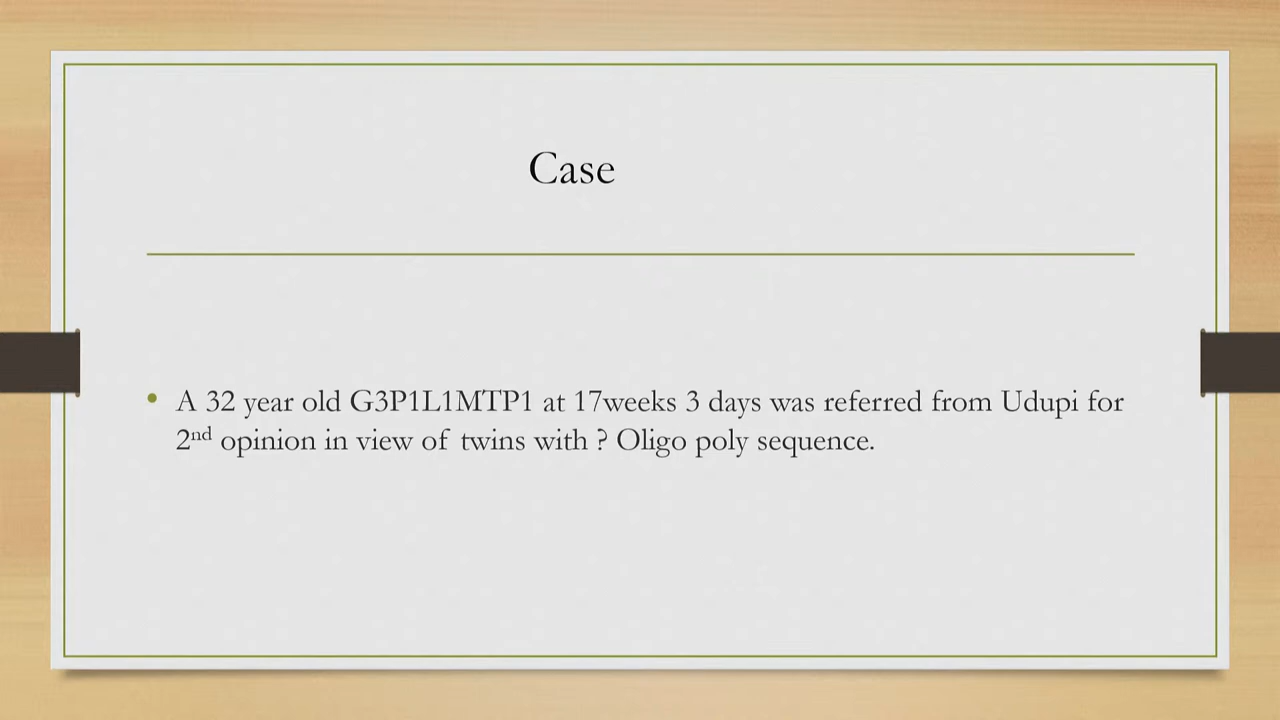 Case
• A 32 year old G3P1L1MTP1 at 17weeks 3 days was referred from Udupi for
2nd opinion in view of twins with ? Oligo poly sequence.